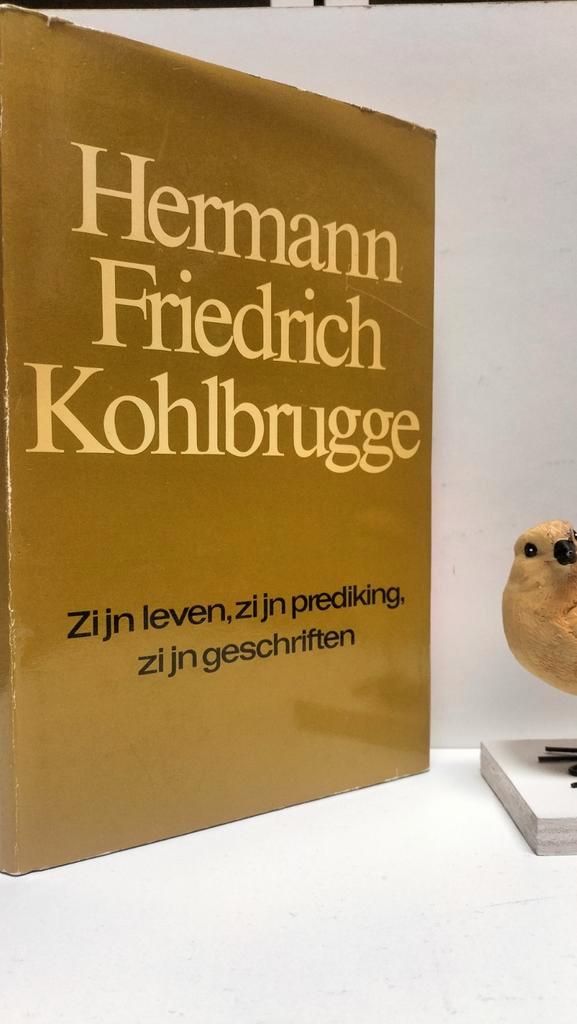 Hermann
Friedrich
Kohlbrugge
Zijn leven, zijn prediking,
zijn geschriften